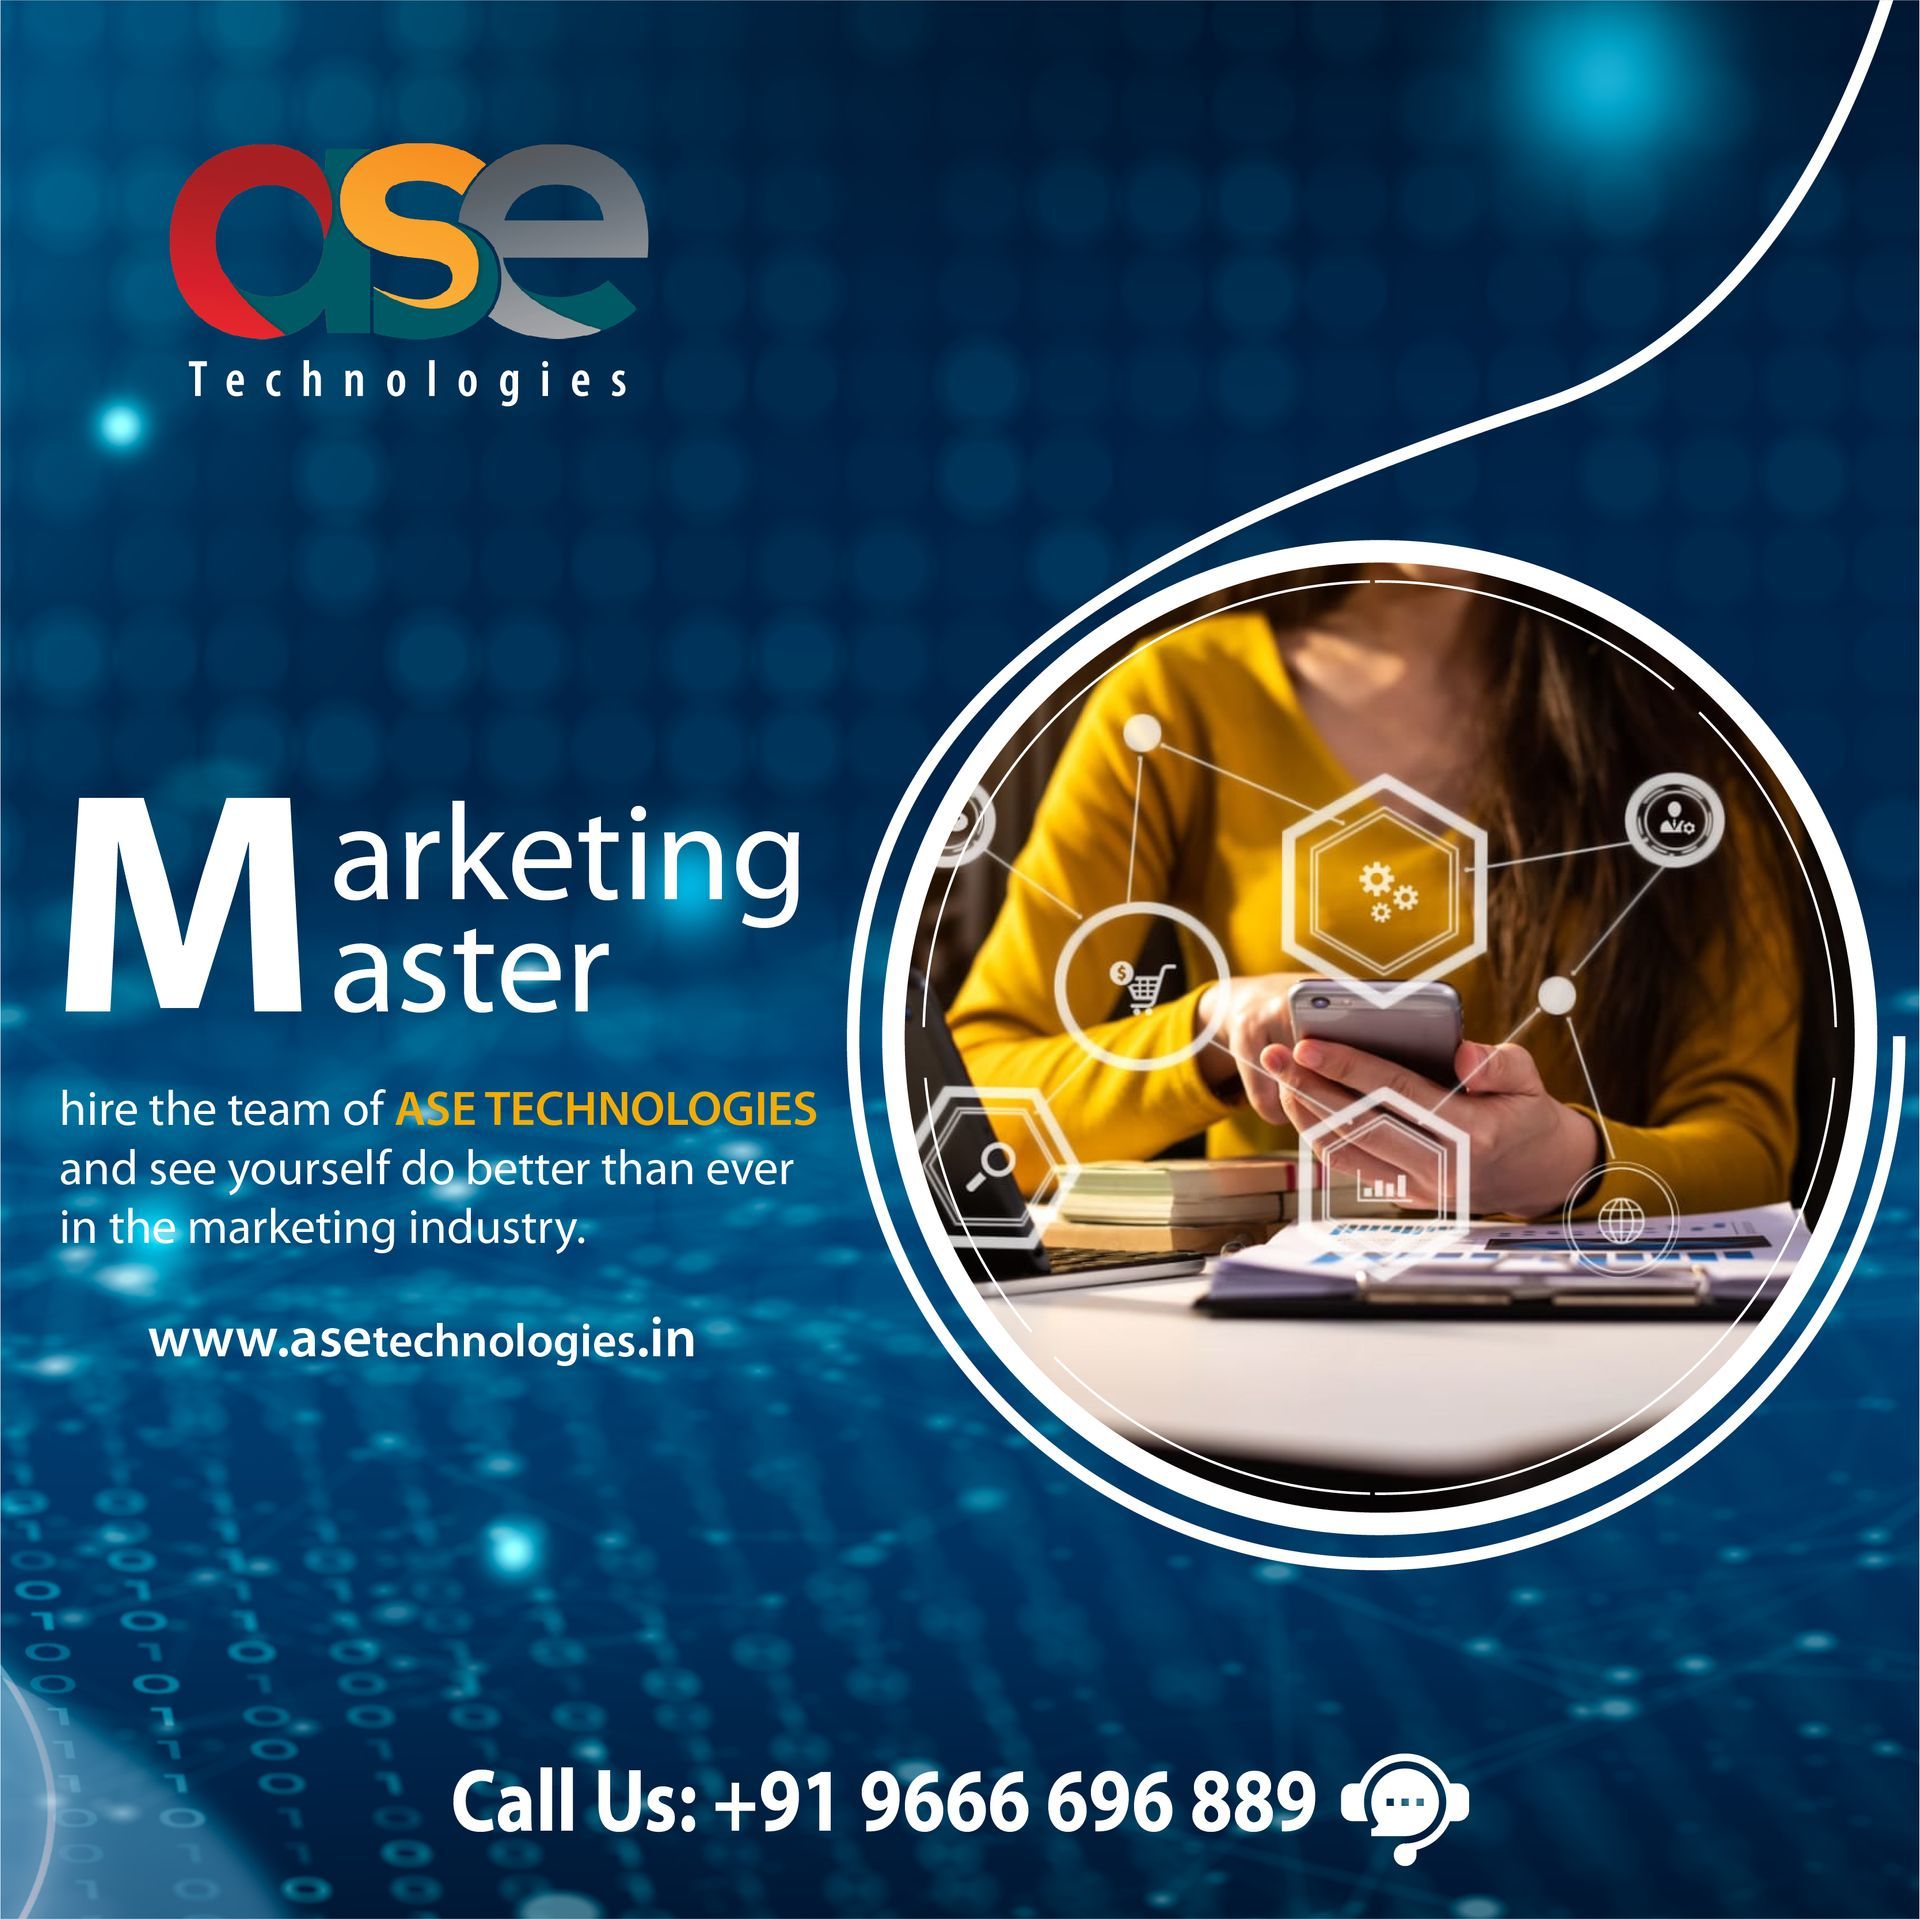 ase
Technologies
Marketing
Master
hire the team of ASE TECHNOLOGIES
and see yourself do better than ever
in the marketing industry.
www.asetechnologies.in
Call Us: +91 9666 696 889